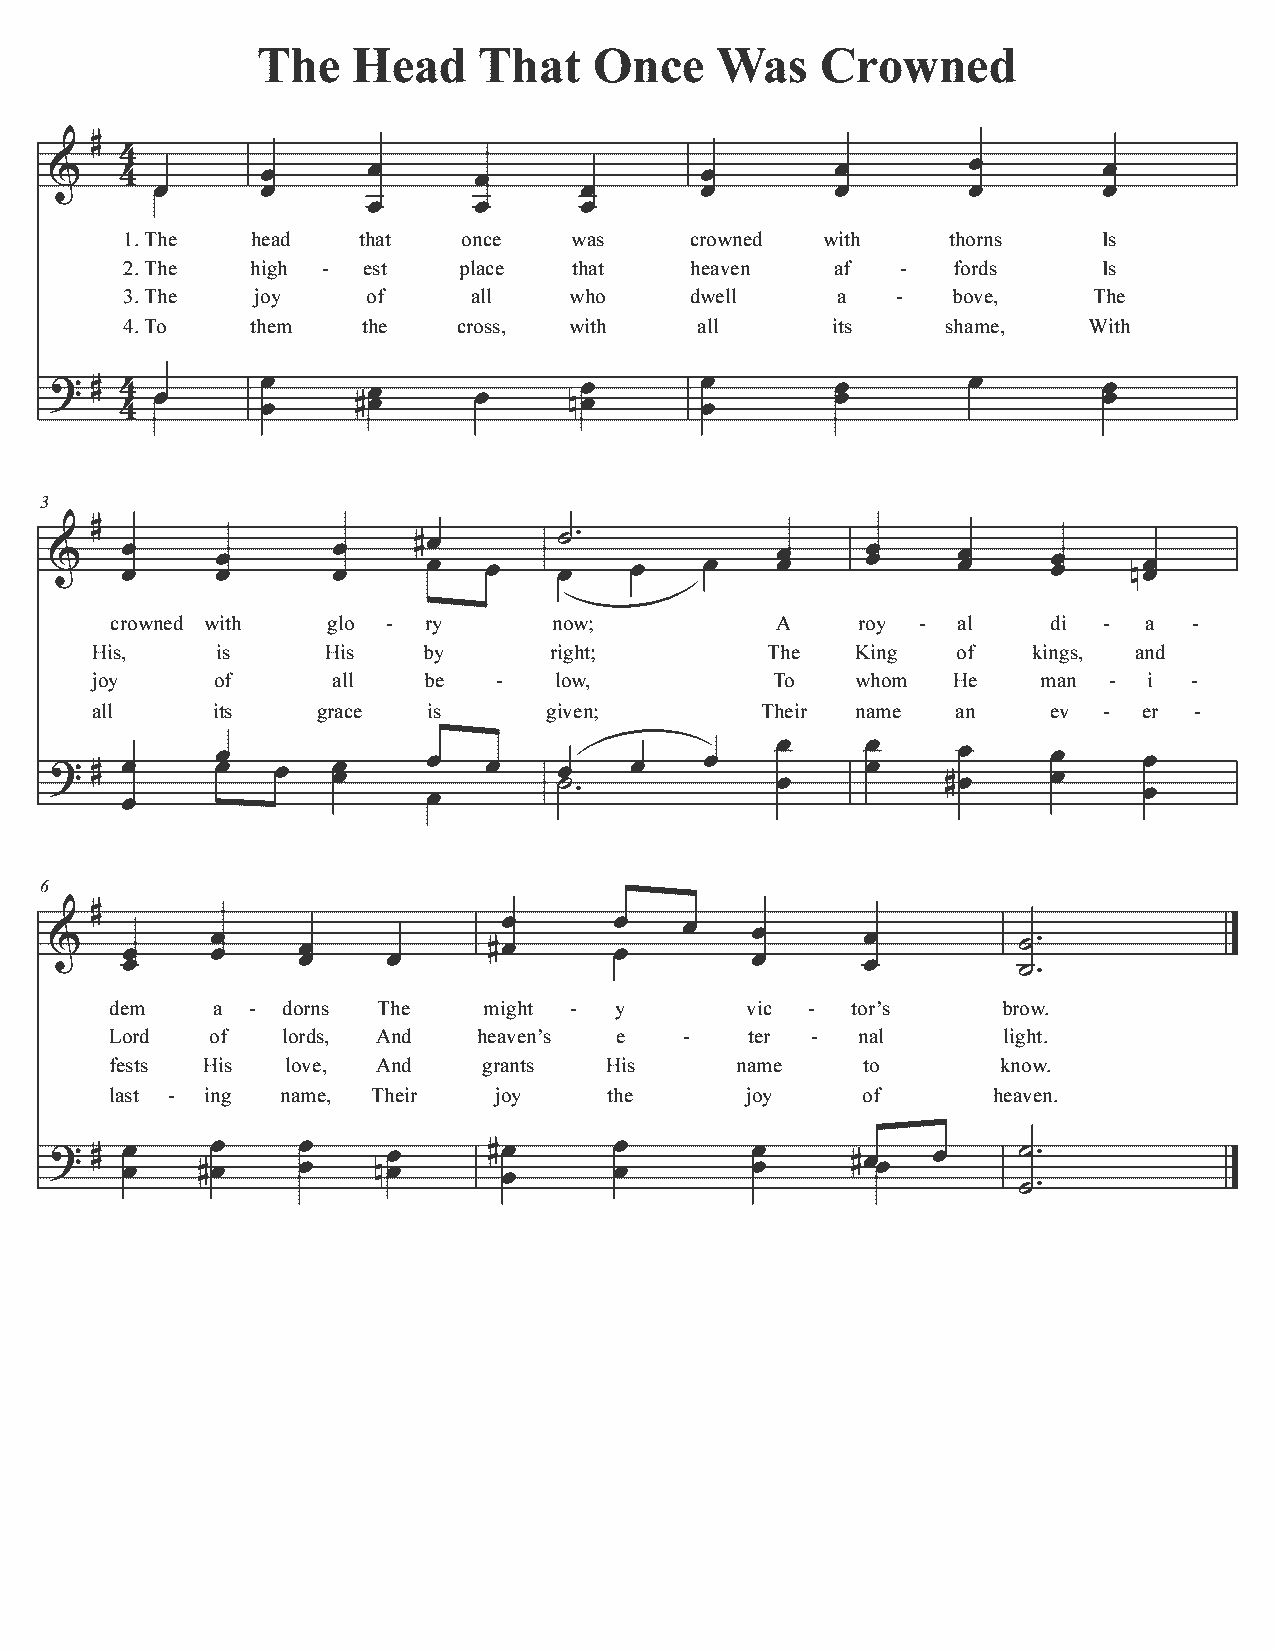 The Head That Once Was Crowned
1. The head that once was crowned with thorns Is
2. The high - est place that heaven af - fords Is
3. The joy of all who dwell a - bove, The
4. To them the cross, with all its shame, With
3
crowned with glo - ry now; A roy - al di - a -
His, is His by right; The King of kings, and
joy of all be - low, To whom He man - i -
all its grace is given; Their name an ev - er -
6
dem a - dorns The might - y vic - tor’s brow.
Lord of lords, And heaven’s e - ter - nal light.
fests His love, And grants His name to know.
last - ing name, Their joy the joy of heaven.